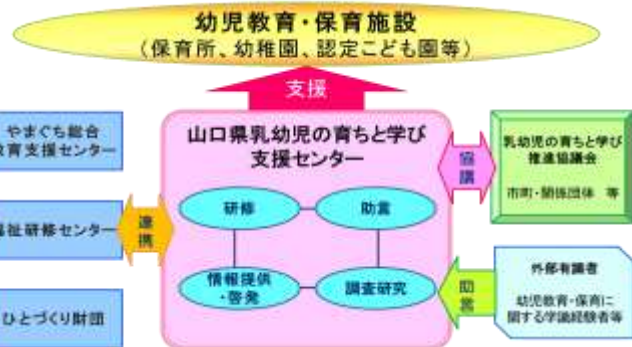 幼児教育・保育施設
(保育所、幼稚園、認定こども園等)
支援
山口県乳幼児の育ちと学び
支援センター
研修
助言
情報提供
・啓発
調査研究
やまぐち総合
教育支援センター
福祉研修センター
ひとづくり財団
連携
協議
乳幼児の育ちと学び
推進協議会
市町・関係団体 等
助言
外部有識者
幼児教育・保育に
関する学識経験者等